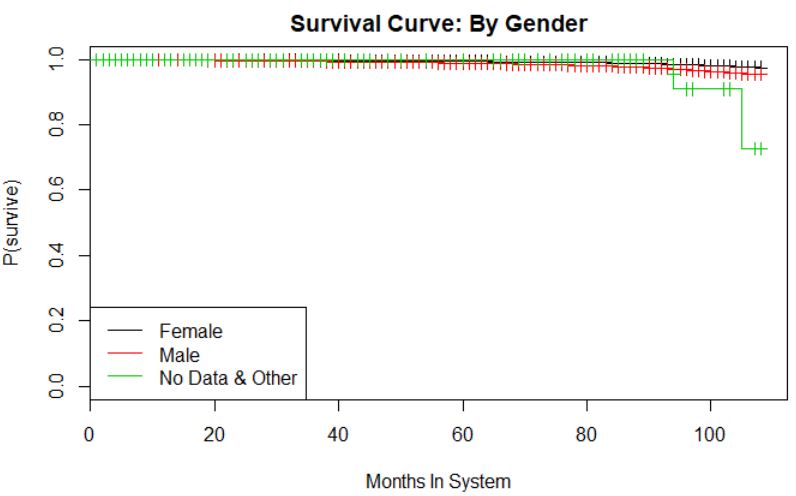 Survival Curve: By Gender
P(survive)
1.0
0.8
0.6
0.4
0.2
0.0
Female
Male
No Data & Other
0 20 40 60 80 100
Months In System